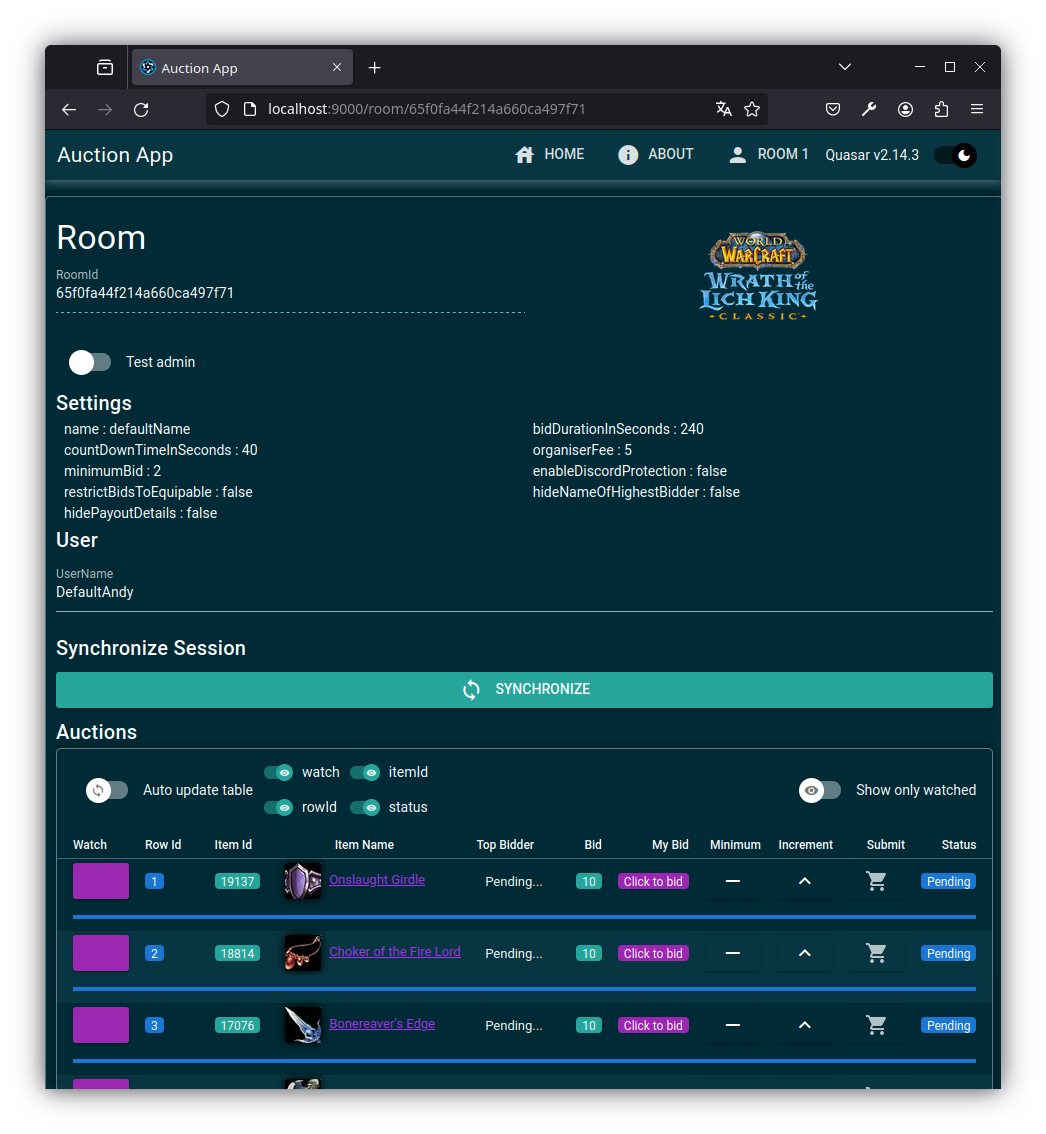 Auction App
localhost:9000/room/65f0fa44f214a660ca497f71
Auction App
HOME
ABOUT
ROOM 1
Quasar v2.14.3
Room
RoomId
65f0fa44f214a660ca497f71
WORLD
OF
WARCRAFT
WRATH of the
LICH KING
CLASSIC
Test admin
Settings
name : defaultName
bidDurationInSeconds : 240
countDownTimeInSeconds : 40
organiserFee : 5
minimumBid : 2
enableDiscordProtection : false
restrictBidsToEquipable : false
hideNameOfHighestBidder : false
hidePayoutDetails : false
User
UserName
DefaultAndy
Synchronize Session
SYNCHRONIZE
Auctions
Auto update table
watch
itemId
rowId
status
Show only watched
Watch Row Id Item Id Item Name Top Bidder Bid My Bid Minimum Increment Submit Status
1 19137 Onslaught Girdle Pending... 10 Click to bid Pending
2 18814 Choker of the Fire Lord Pending... 10 Click to bid Pending
3 17076 Bonereaver's Edge Pending... 10 Click to bid Pending